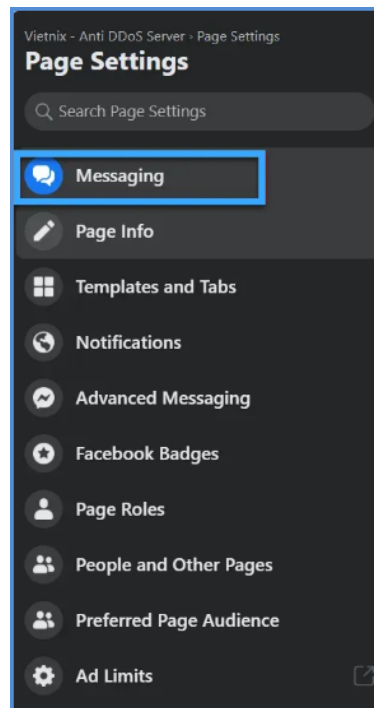 Vietnix - Anti DDoS Server › Page Settings
Page Settings
Search Page Settings
Messaging
Page Info
Templates and Tabs
Notifications
Advanced Messaging
Facebook Badges
Page Roles
People and Other Pages
Preferred Page Audience
Ad Limits